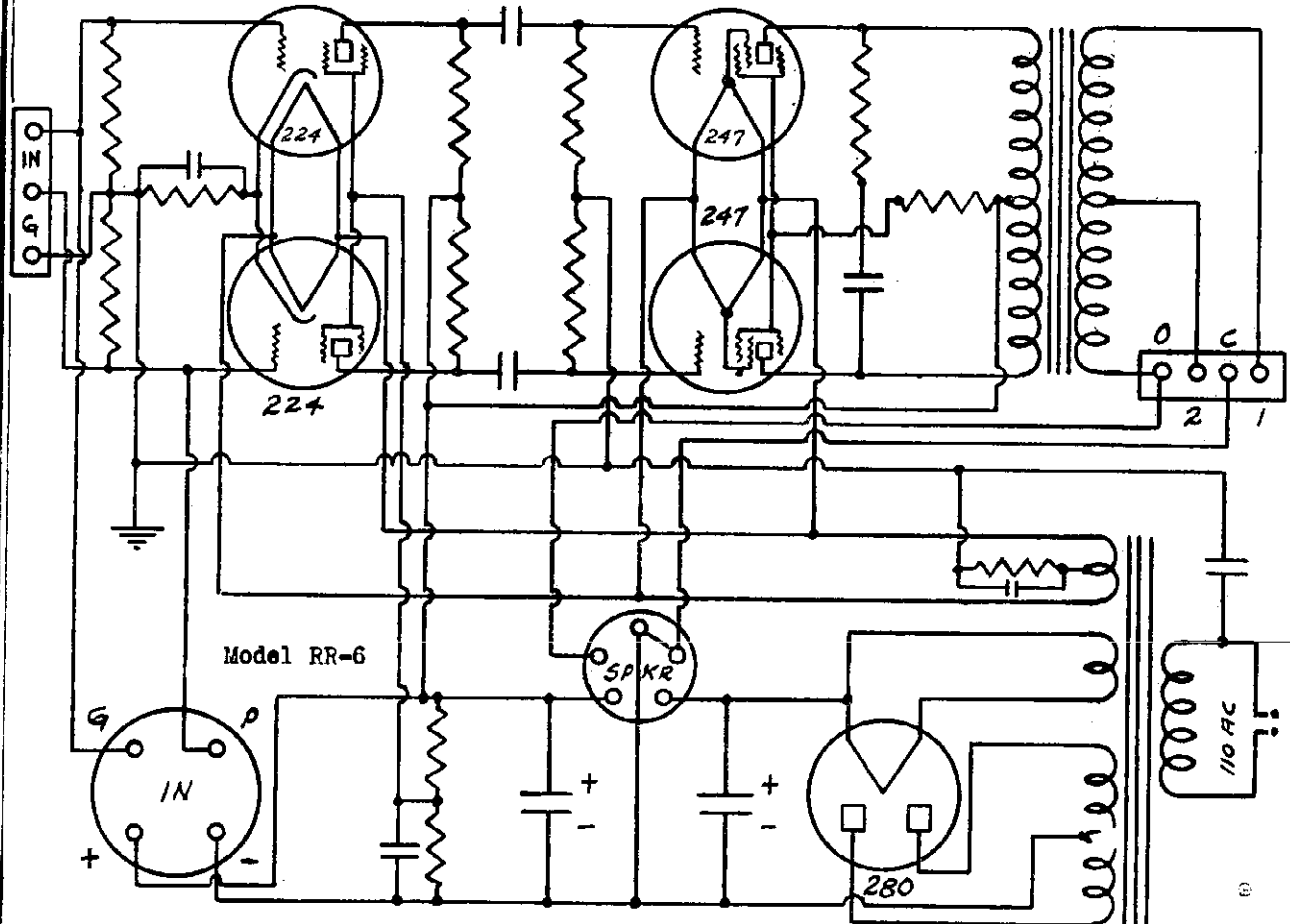 IN
G
224
224
247
247
O C
2 1
Model RR-6
SPKR
G P
IN
+ -
+
-
+
-
280
110 AC